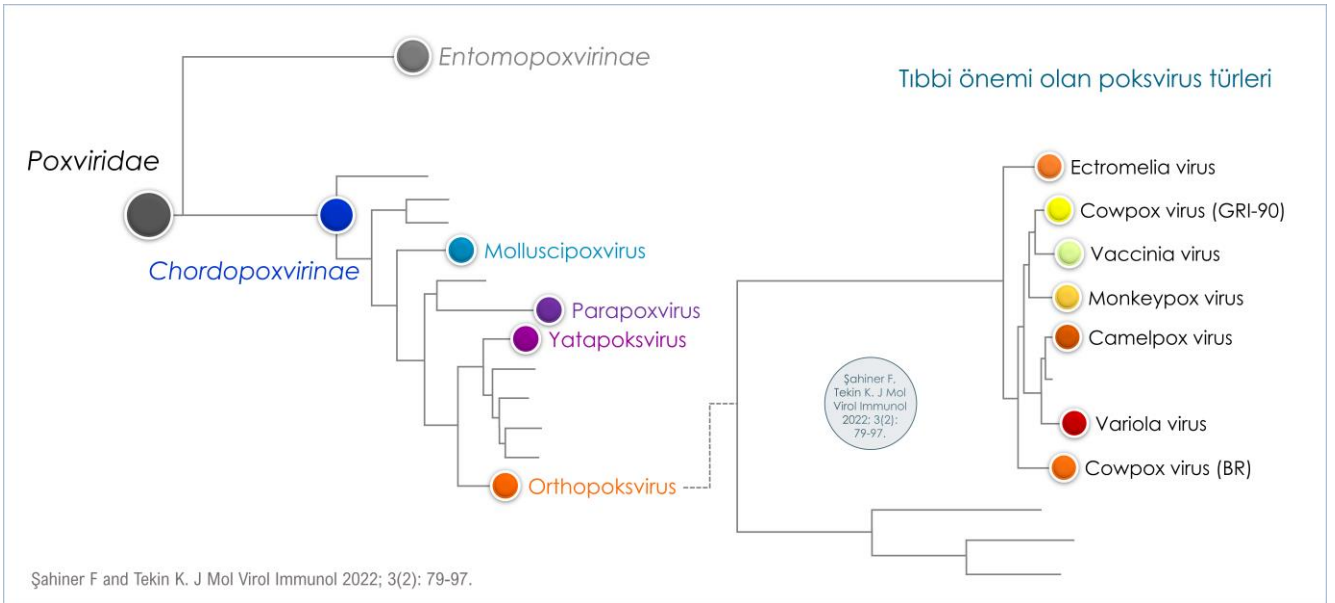 Entomopoxvirinae
Tıbbi önemi olan poksvirus türleri
Poxviridae
Chordopoxvirinae
Molluscipoxvirus
Parapoxvirus
Yatapoksvirus
Orthopoksvirus
Ectromelia virus
Cowpox virus (GRI-90)
Vaccinia virus
Monkeypox virus
Camelpox virus
Variola virus
Cowpox virus (BR)
Şahiner F,
Tekin K. J Mol
Virol Immunol
2022; 3(2):
79-97.
Şahiner F and Tekin K. J Mol Virol Immunol 2022; 3(2): 79-97.